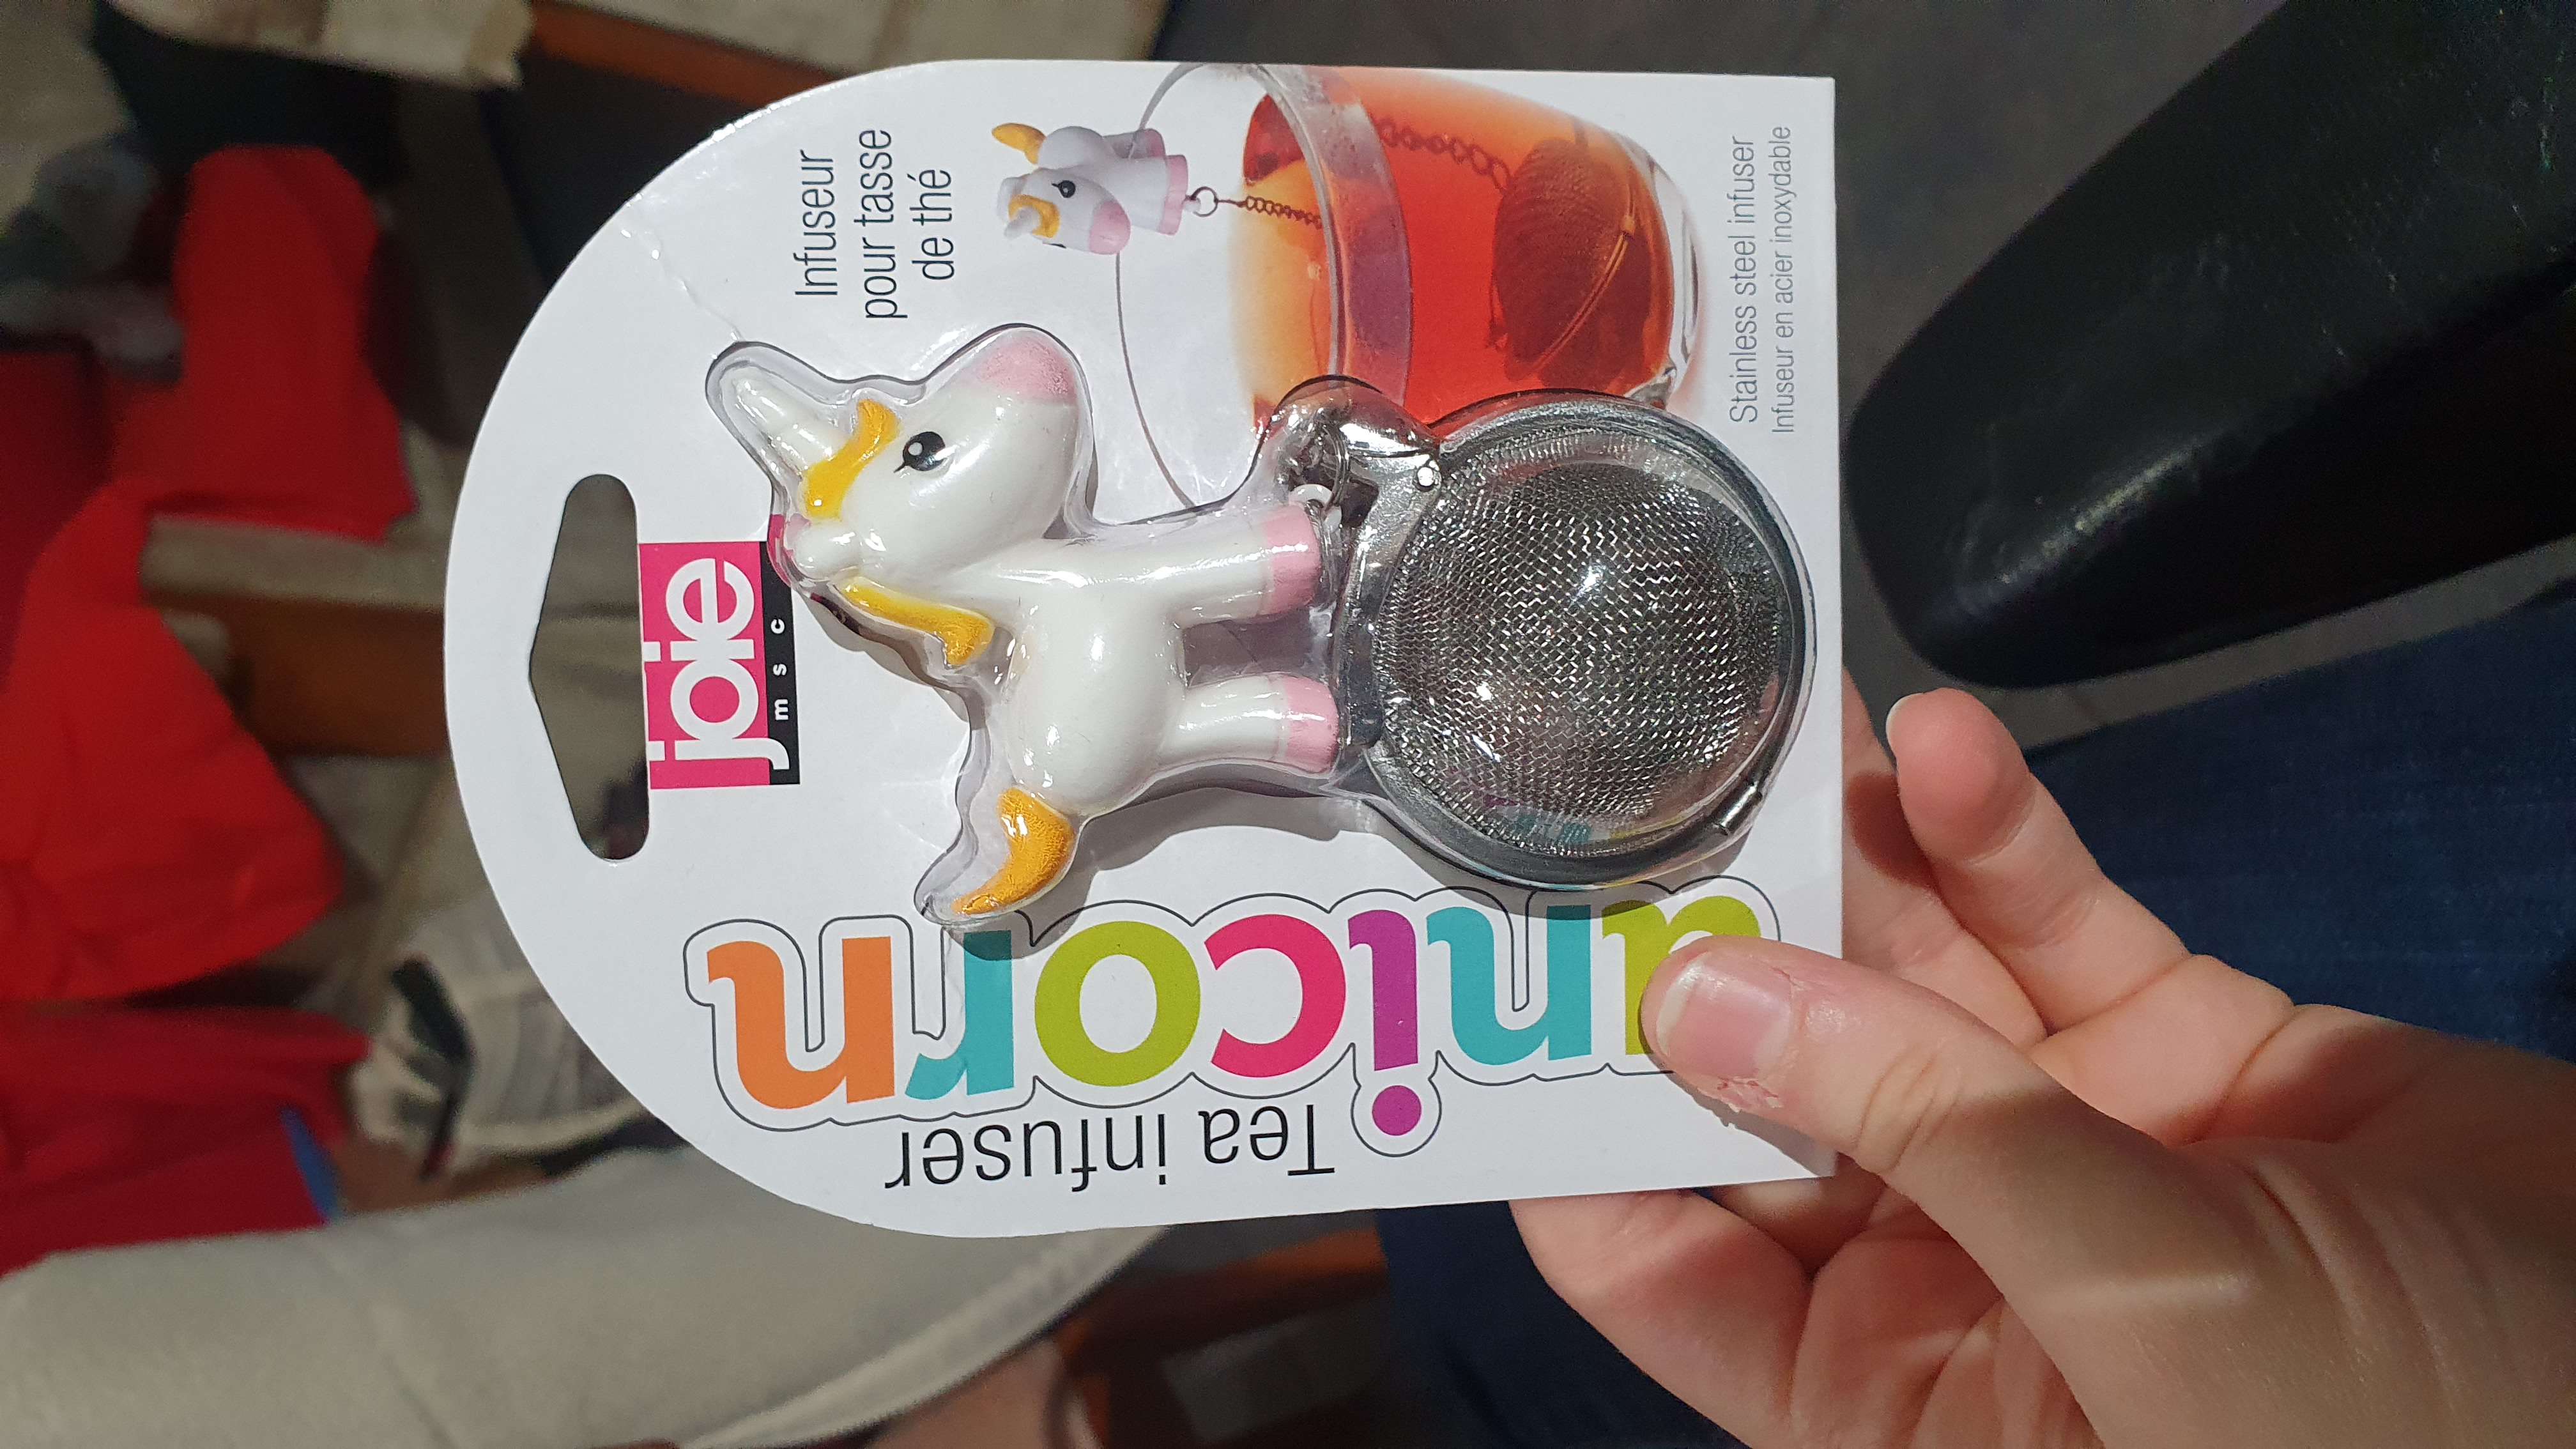 joie
msc
Tea infuser
unicorn
Infuseur
pour tasse
de thé
Stainless steel infuser
Infuseur en acier inoxydable